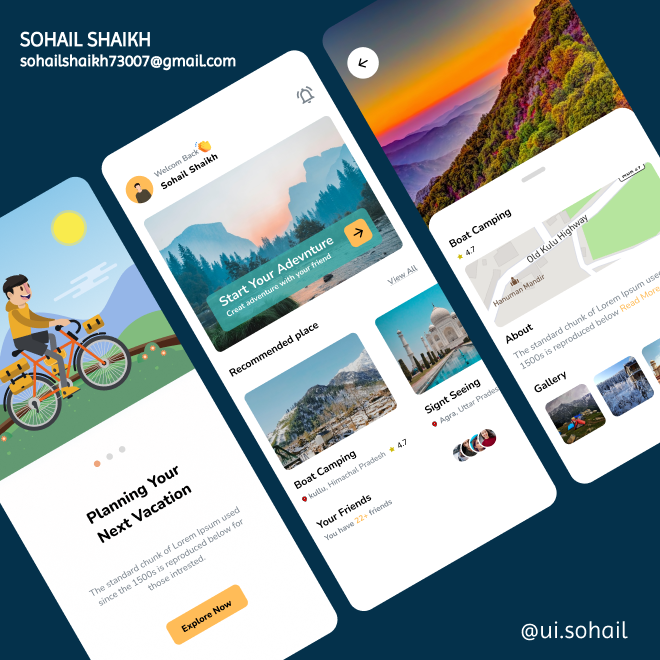 SOHAIL SHAIKH
sohailshaikh73007@gmail.com
Planning Your
Next Vacation
The standard chunk of Lorem Ipsum used
since the 1500s is reproduced below for
those intrested.
Explore Now
Welcom Back
Sohail Shaikh
Start Your Adevnture
Creat adventure with your friend
View All
Recommended place
Boat Camping
4.7
kullu, Himachal Pradesh
Signt Seeing
Agra, Uttar Prades
Your Friends
You have 22+ friends
Boat Camping
4.7
Old Kulu Highway
Hanuman Mandir
About
The standard chunk of Lorem Ipsum used
1500s is reproduced below Read More
Gallery
@ui.sohail